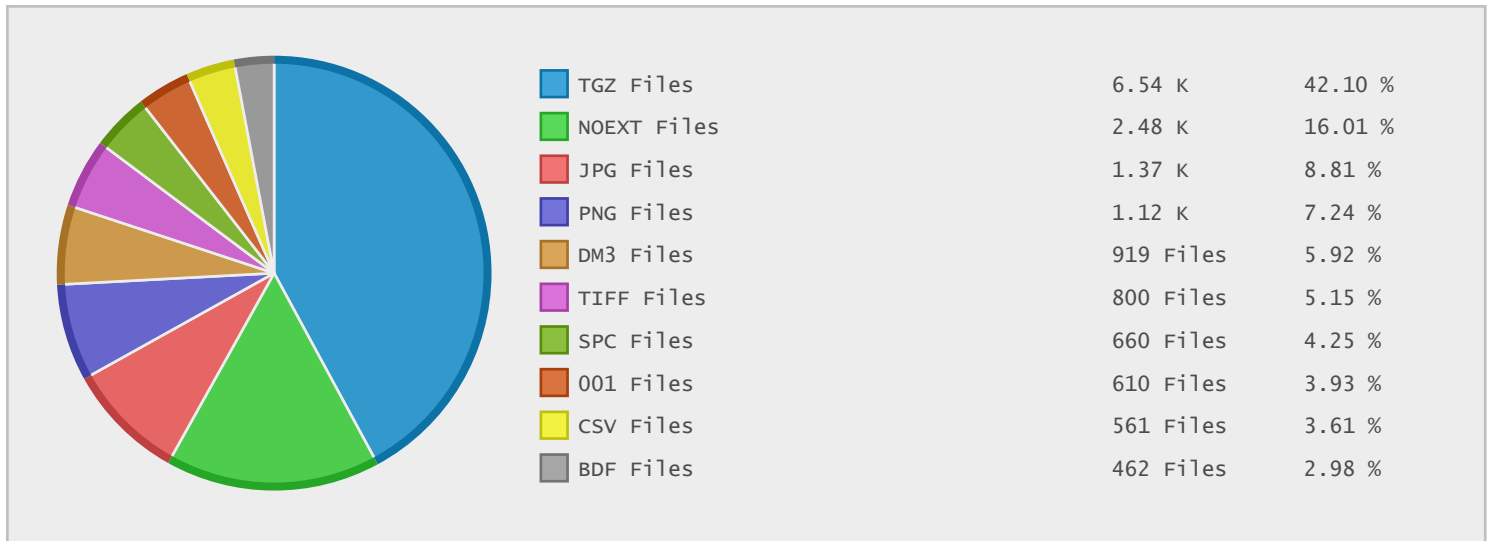 TGZ Files 6.54 K 42.10 %
NOEXT Files 2.48 K 16.01 %
JPG Files 1.37 K 8.81 %
PNG Files 1.12 K 7.24 %
DM3 Files 919 Files 5.92 %
TIFF Files 800 Files 5.15 %
SPC Files 660 Files 4.25 %
001 Files 610 Files 3.93 %
CSV Files 561 Files 3.61 %
BDF Files 462 Files 2.98 %